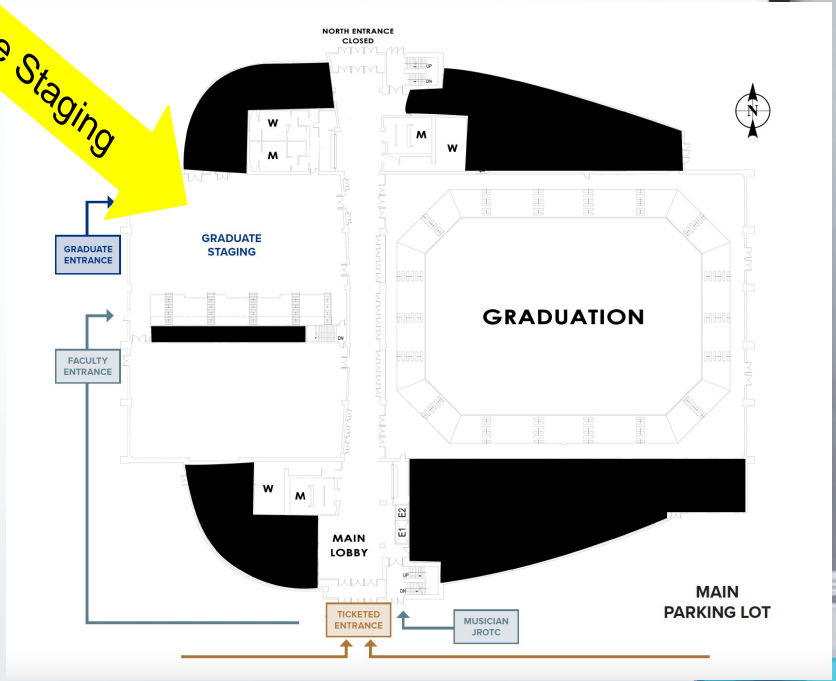 e Staging
NORTH ENTRANCE
CLOSED
UP
DN
W
M
M
W
N
GRADUATE
ENTRANCE
GRADUATE
STAGING
GRADUATION
DN
FACULTY
ENTRANCE
W
M
E2
E1
MAIN
LOBBY
UP
DN
TICKETED
ENTRANCE
MUSICIAN
JROTC
MAIN
PARKING LOT